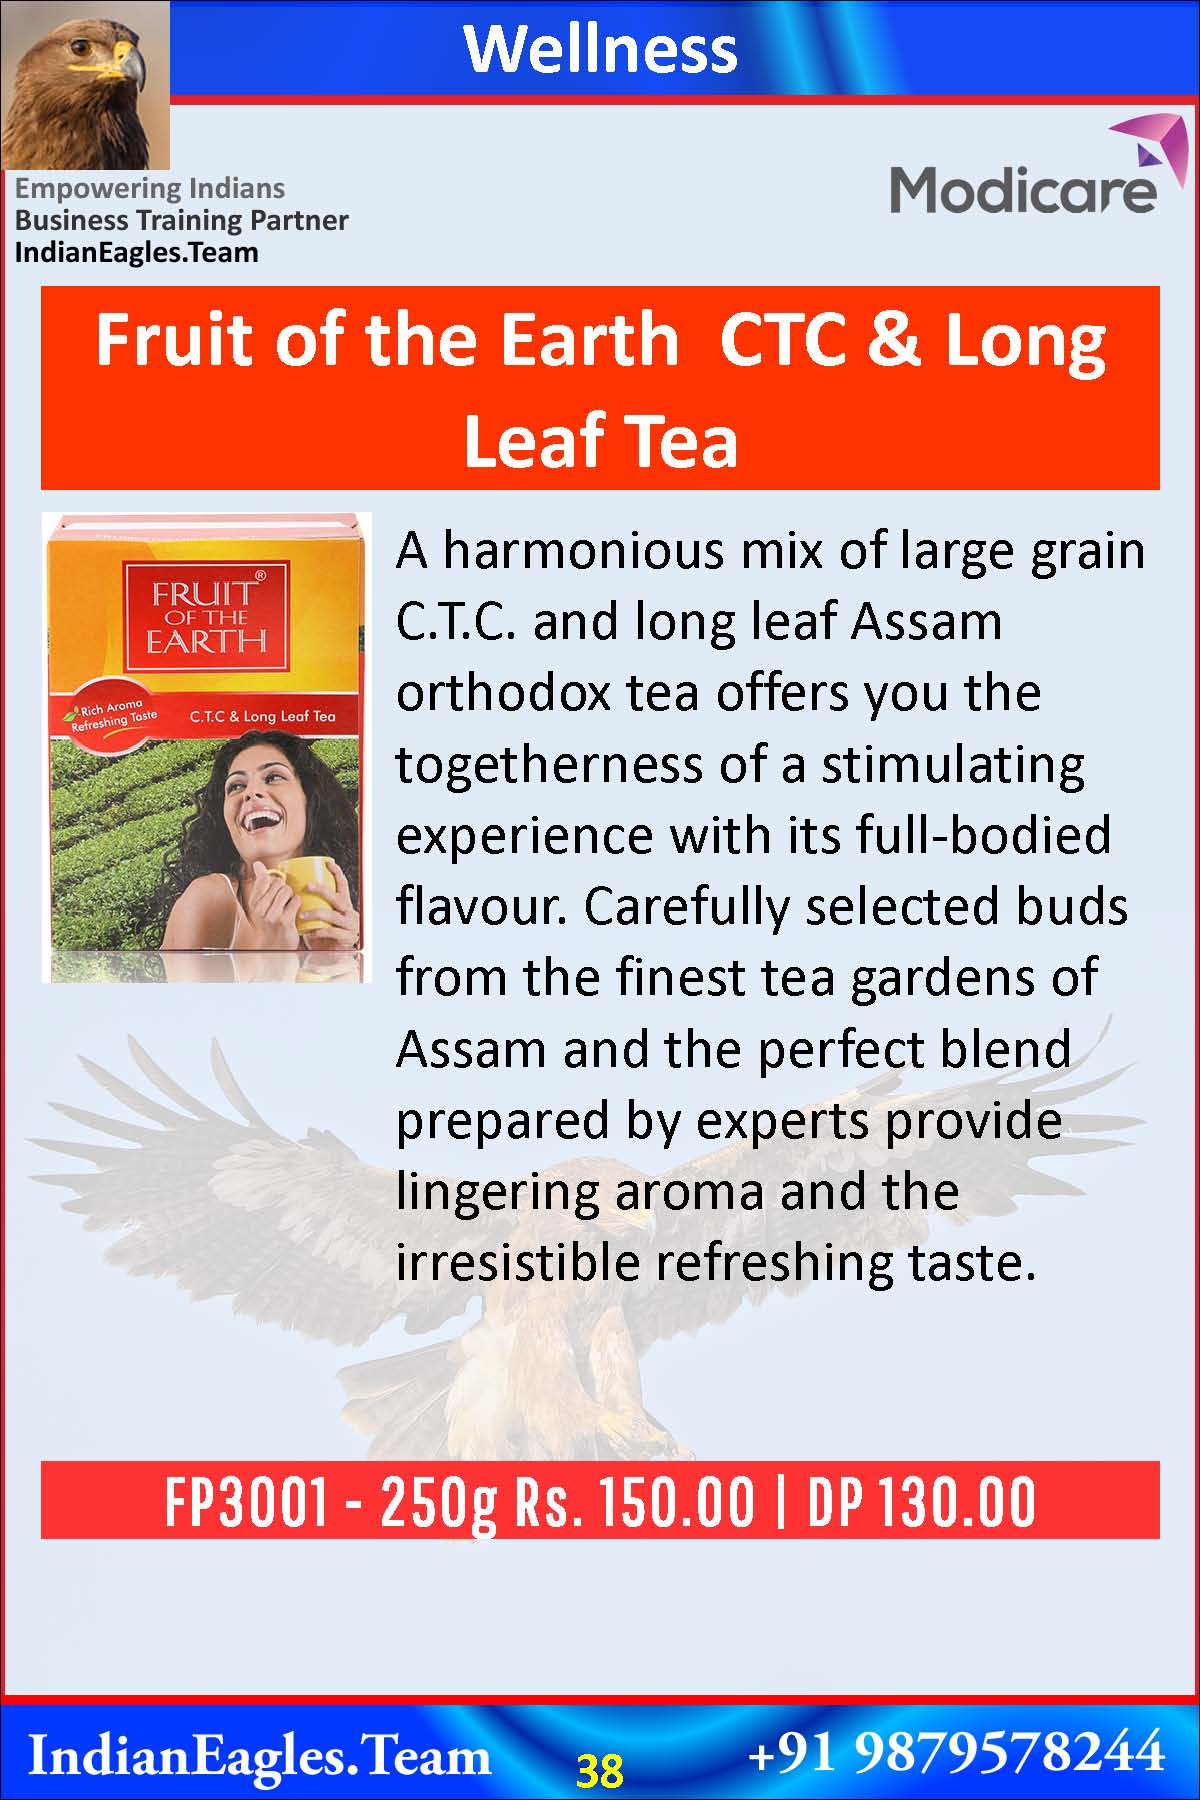 Wellness
Empowering Indians
Business Training Partner
IndianEagles.Team
Modicare
Fruit of the Earth CTC & Long
Leaf Tea
FRUIT®
OF THE
EARTH
Rich Aroma
Refreshing Taste
C.T.C & Long Leaf Tea
A harmonious mix of large grain
C.T.C. and long leaf Assam
orthodox tea offers you the
togetherness of a stimulating
experience with its full-bodied
flavour. Carefully selected buds
from the finest tea gardens of
Assam and the perfect blend
prepared by experts provide
lingering aroma and the
irresistible refreshing taste.
FP3001 - 250g Rs. 150.00 | DP 130.00
IndianEagles.Team
38
+91 9879578244